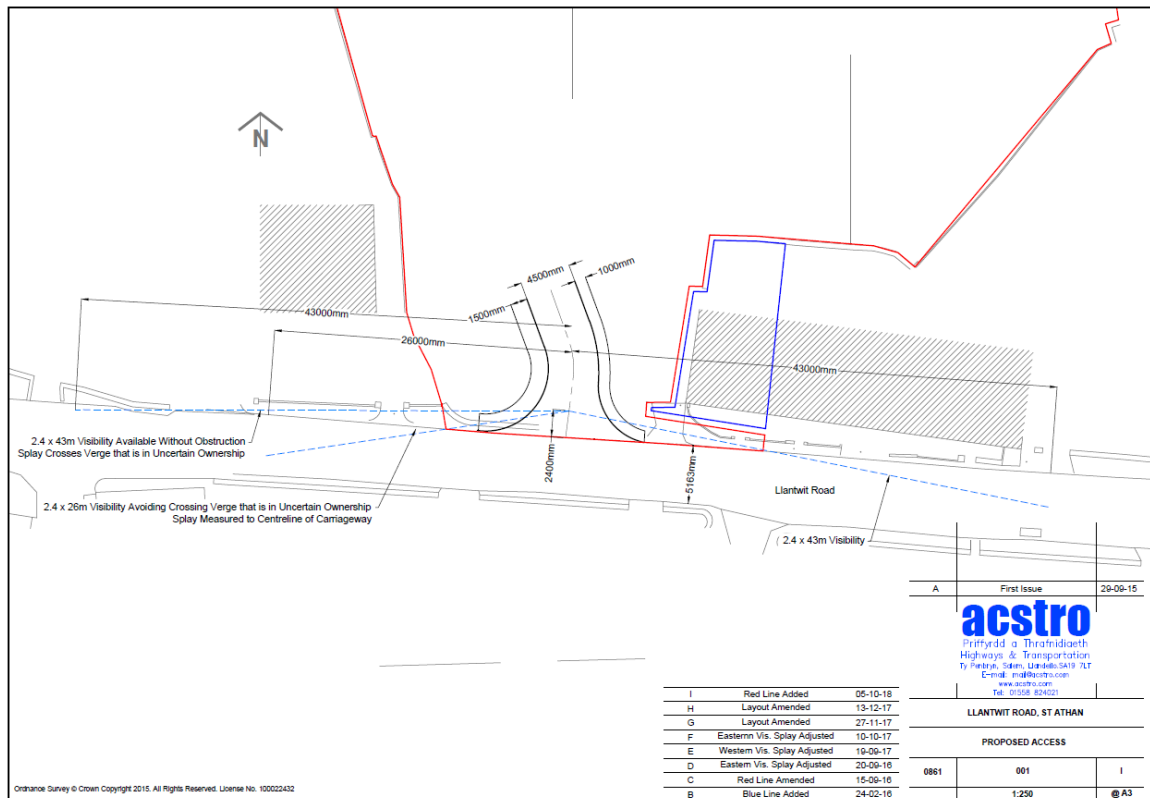 N
4500mm
1000mm
1500mm
43000mm
26000mm
43000mm
2400mm
5163mm
2.4 x 43m Visibility Available Without Obstruction
Splay Crosses Verge that is in Uncertain Ownership
2.4 x 26m Visibility Avoiding Crossing Verge that is in Uncertain Ownership
Splay Measured to Centreline of Carriageway
Llantwit Road
2.4 x 43m Visibility
A First Issue 29-09-15
acstro
Priffyrdd a Thrafnidiaeth
Highways & Transportation
Ty Penbryn, Salem, Llandeilo.SA19 7LT
E-mail: mail@acstro.com
www.acstro.com
Tel: 01558 824021
LLANTWIT ROAD, ST ATHAN
PROPOSED ACCESS
0861 001 I
1:250 @ A3
I Red Line Added 05-10-18
H Layout Amended 13-12-17
G Layout Amended 27-11-17
F Easternn Vis. Splay Adjusted 10-10-17
E Western Vis. Splay Adjusted 19-09-17
D Eastern Vis. Splay Adjusted 20-09-16
C Red Line Amended 15-09-16
B Blue Line Added 24-02-16
Ordnance Survey © Crown Copyright 2015. All Rights Reserved. License No. 100022432